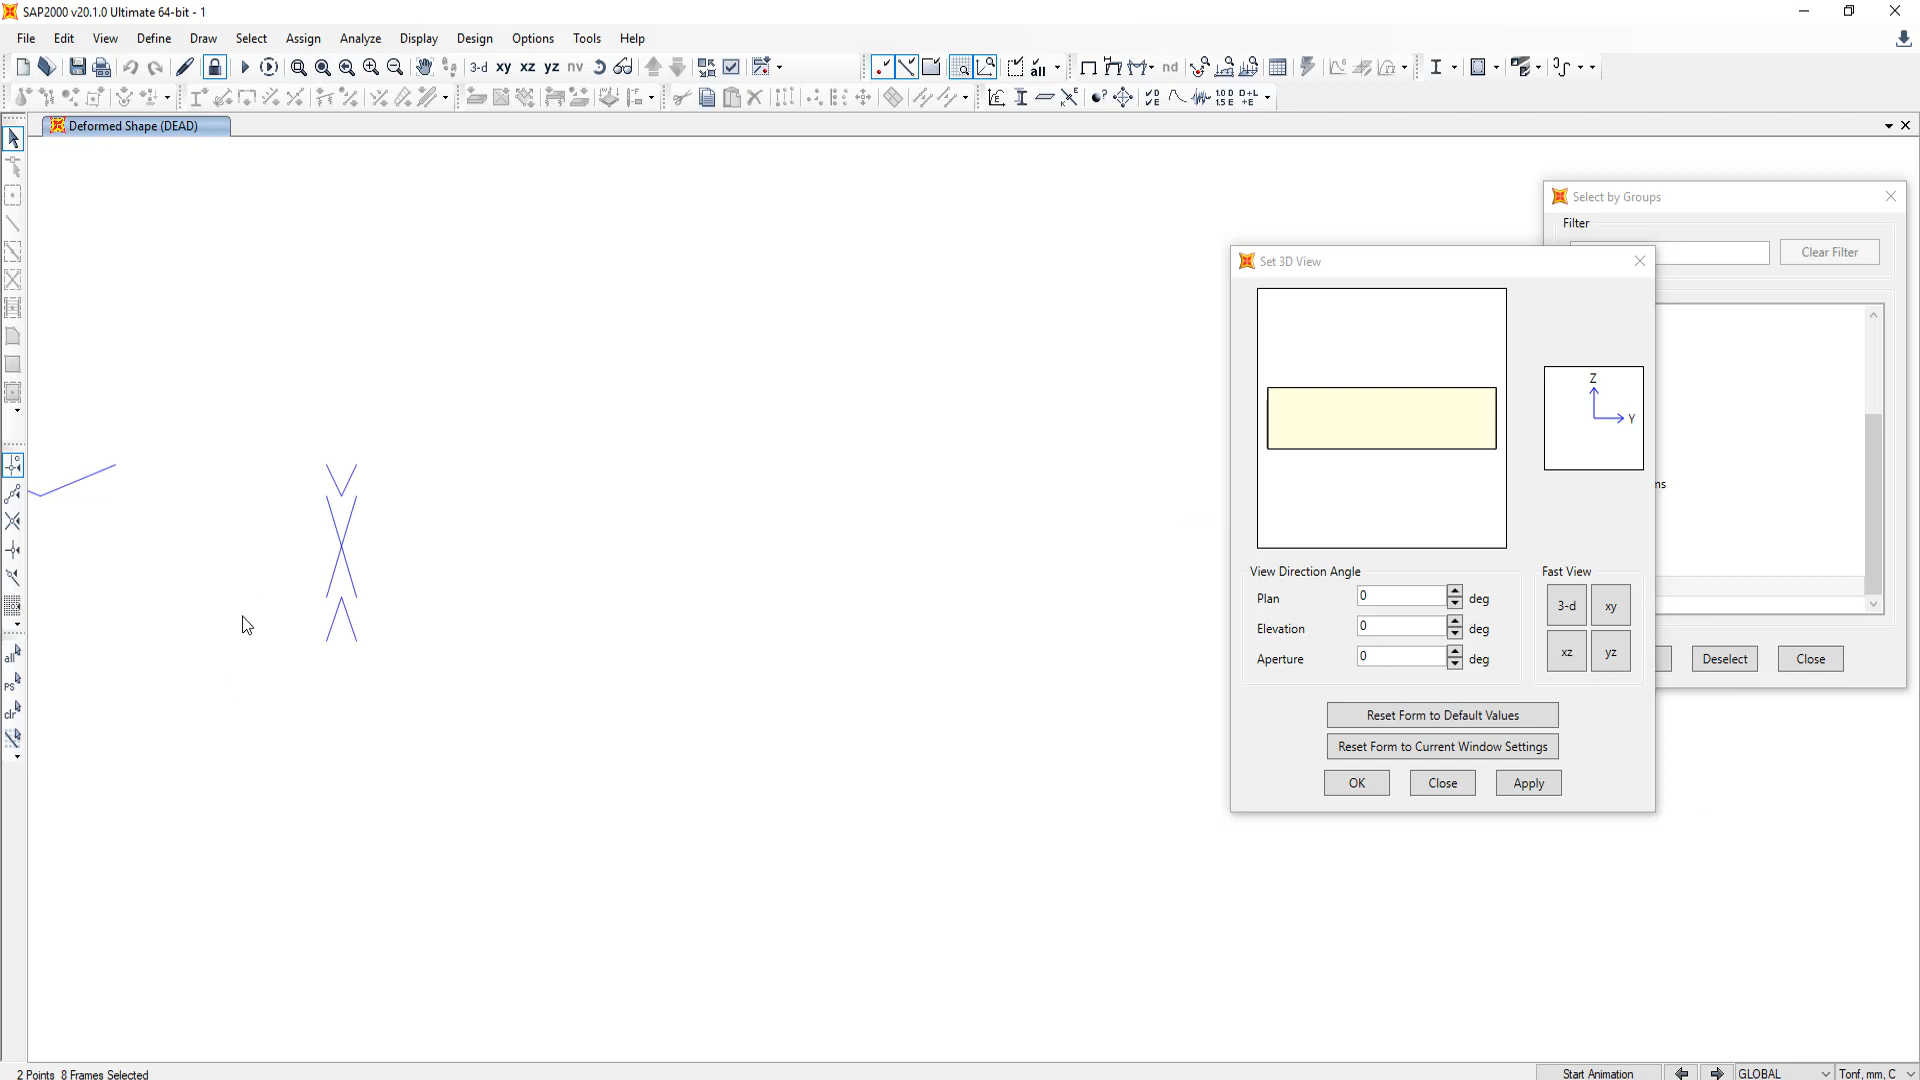 SAP2000 v20.1.0 Ultimate 64-bit - 1
File Edit View Define Draw Select Assign Analyze Display Design Options Tools Help
3-d xy xz yz nv all nd
Deformed Shape (DEAD)
Select by Groups
Filter
Clear Filter
Set 3D View
Z
Y
ns
View Direction Angle
Fast View
Plan 0 deg
3-d xy
Elevation 0 deg
Aperture 0 deg
xz yz
Deselect Close
Reset Form to Default Values
Reset Form to Current Window Settings
OK Close Apply
all
PS
clr
2 Points 8 Frames Selected
Start Animation
GLOBAL
Tonf, mm, C